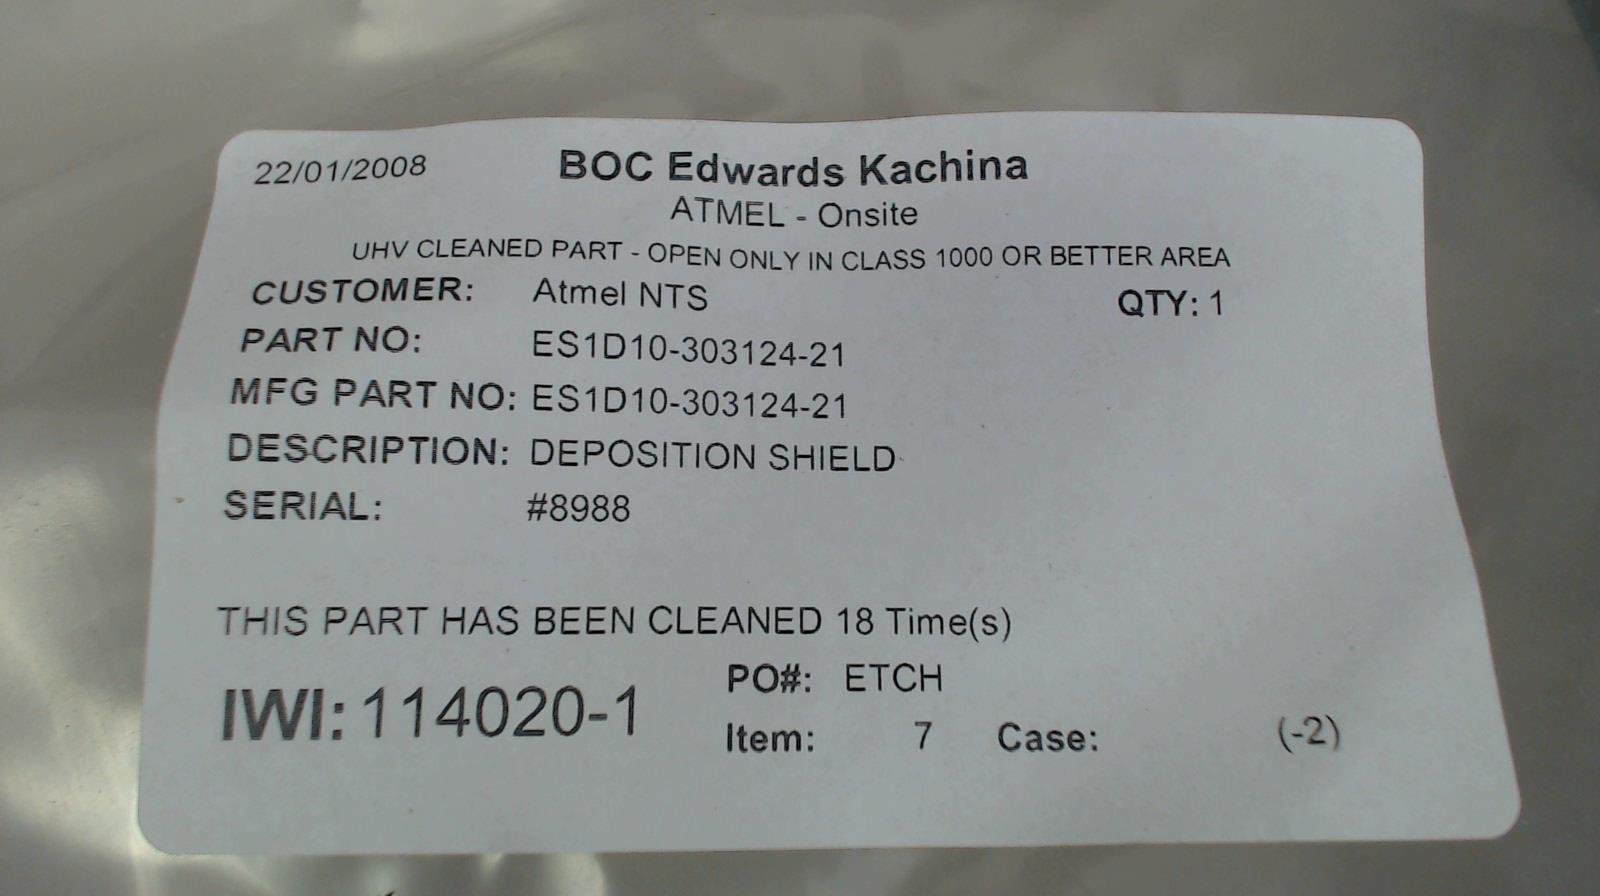 22/01/2008 BOC Edwards Kachina
ATMEL - Onsite
UHV CLEANED PART - OPEN ONLY IN CLASS 1000 OR BETTER AREA
CUSTOMER: Atmel NTS QTY: 1
PART NO: ES1D10-303124-21
MFG PART NO: ES1D10-303124-21
DESCRIPTION: DEPOSITION SHIELD
SERIAL: #8988
THIS PART HAS BEEN CLEANED 18 Time(s)
IWI: 114020-1 PO#: ETCH
Item: 7 Case: (-2)